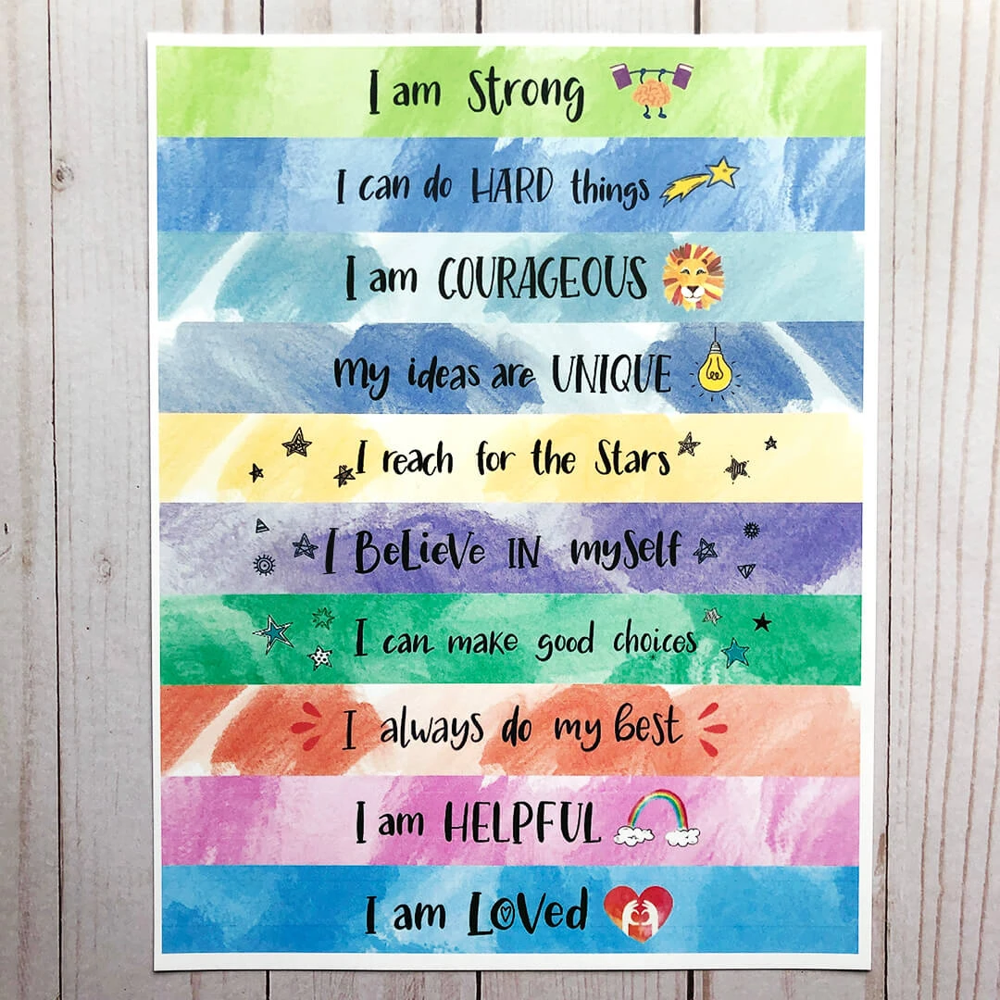 I am Strong
I can do HARD things
I am COURAGEOUS
my ideas are UNIQUE
I reach for the Stars
I BeLieVe IN mySelf
I can make good choices
I always do my best
I am HELPFUL
I am LoVed